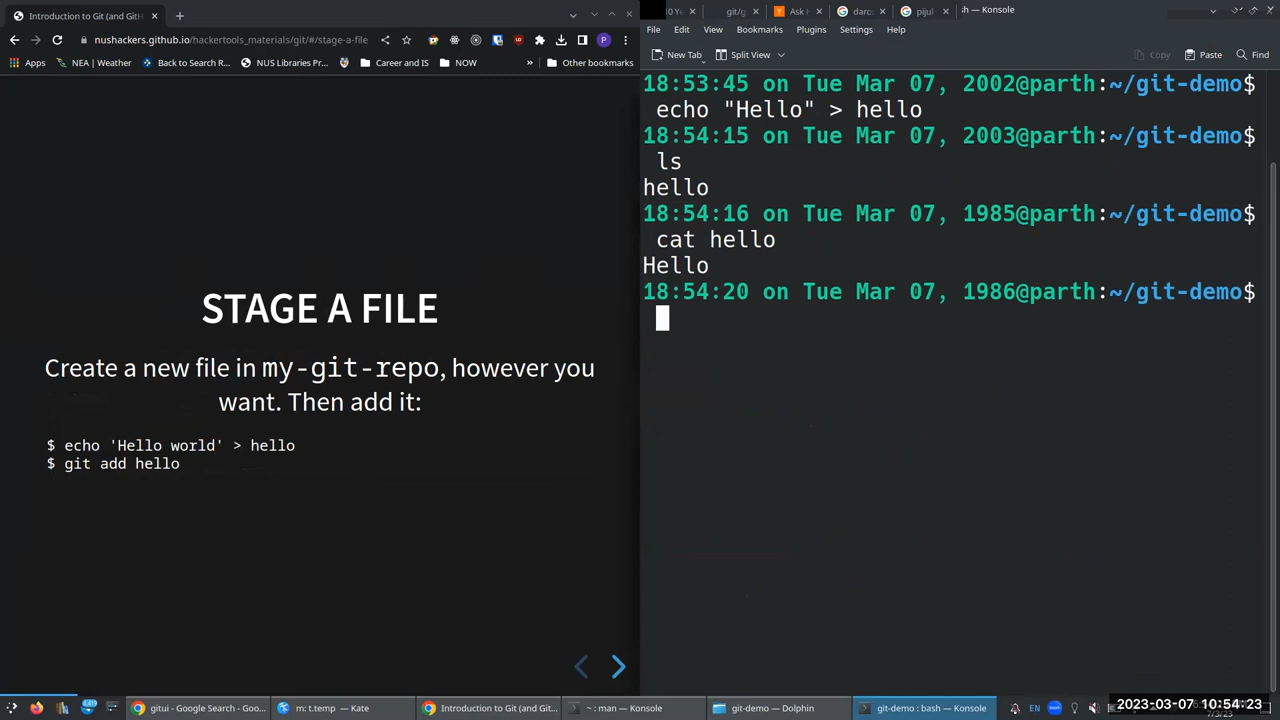 Introduction to Git (and GitH
nushackers.github.io/hackertools_materials/git/#/stage-a-file
Apps
NEA | Weather
Back to Search R...
NUS Libraries Pr...
Career and IS
NOW
»
Other bookmarks
STAGE A FILE
Create a new file in my-git-repo, however you
want. Then add it:
$ echo 'Hello world' > hello
$ git add hello
git/g
Ask H
darcs
pijul
sh — Konsole
File Edit View Bookmarks Plugins Settings Help
New Tab
Split View
Copy
Paste
Find
18:53:45 on Tue Mar 07, 2002@parth:~/git-demo$
echo "Hello" > hello
18:54:15 on Tue Mar 07, 2003@parth:~/git-demo$
ls
hello
18:54:16 on Tue Mar 07, 1985@parth:~/git-demo$
cat hello
Hello
18:54:20 on Tue Mar 07, 1986@parth:~/git-demo$
gitui - Google Search - Goo...
m: t.temp — Kate
Introduction to Git (and Git...
~ : man — Konsole
git-demo — Dolphin
git-demo : bash — Konsole
EN
2023-03-07 10:54:23
7/3/23